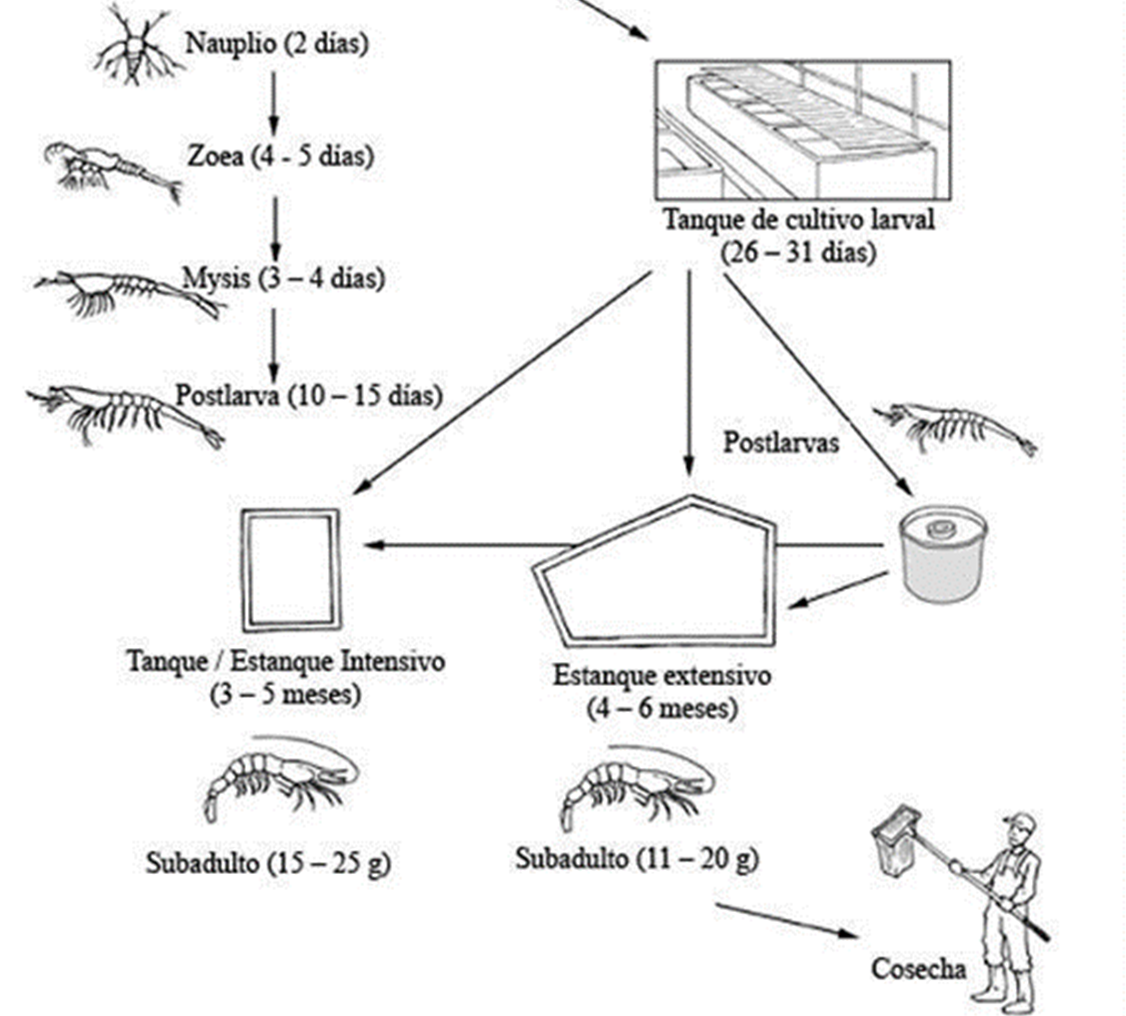 Nauplio (2 días)
Zoea (4 - 5 días)
Mysis (3 – 4 días)
Postlarva (10 – 15 días)
Tanque de cultivo larval
(26 – 31 días)
Postlarvas
Tanque / Estanque Intensivo
(3 – 5 meses)
Estanque extensivo
(4 – 6 meses)
Subadulto (15 – 25 g)
Subadulto (11 – 20 g)
Cosecha